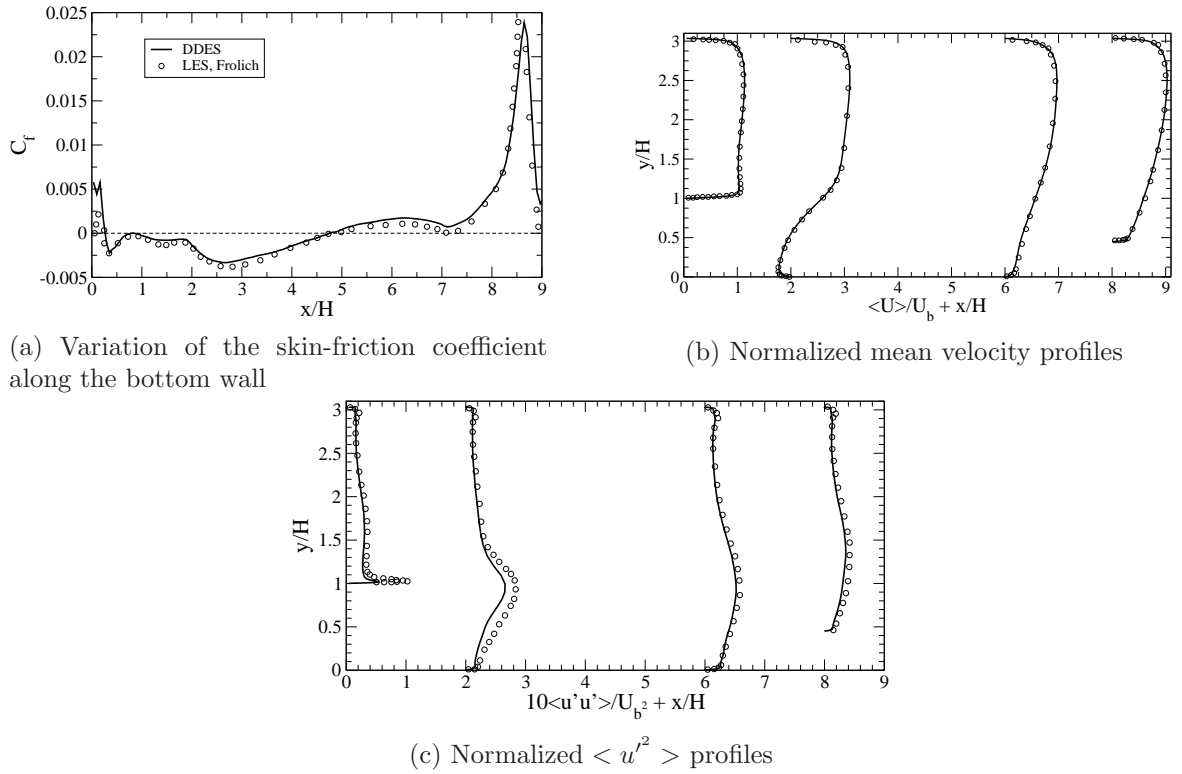 0.025
0.02
0.015
0.01
0.005
0
-0.005
C_f
DDES
LES, Frolich
0 1 2 3 4 5 6 7 8 9
x/H
(a) Variation of the skin-friction coefficient
along the bottom wall
3
2.5
2
1.5
1
0.5
0
y/H
0 1 2 3 4 5 6 7 8 9
<U>/U_b + x/H
(b) Normalized mean velocity profiles
3
2.5
2
1.5
1
0.5
0
y/H
0 1 2 3 4 5 6 7 8 9
10<u'u'>/U_b² + x/H
(c) Normalized < u'² > profiles